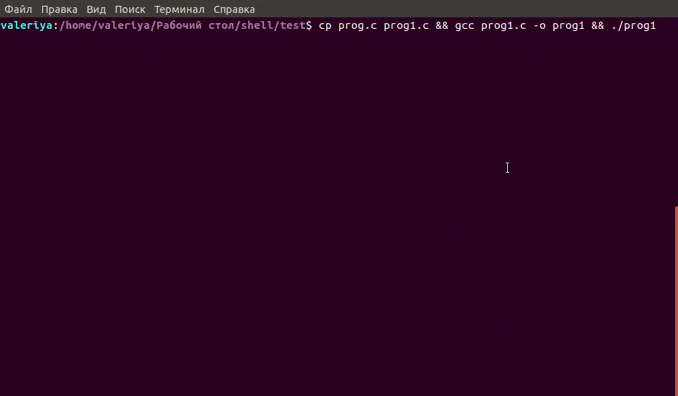 Файл Правка Вид Поиск Терминал Справка
valeriya:/home/valeriya/Рабочий стол/shell/test$ cp prog.c prog1.c && gcc prog1.c -o prog1 && ./prog1